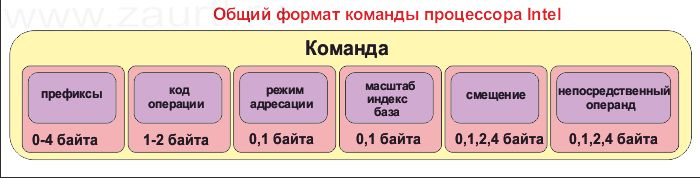 www.zaur
Общий формат команды процессора Intel
Команда
префиксы
0-4 байта
код
операции
1-2 байта
режим
адресации
0,1 байта
масштаб
индекс
база
0,1 байта
смещение
0,1,2,4 байта
непосредственный
операнд
0,1,2,4 байта